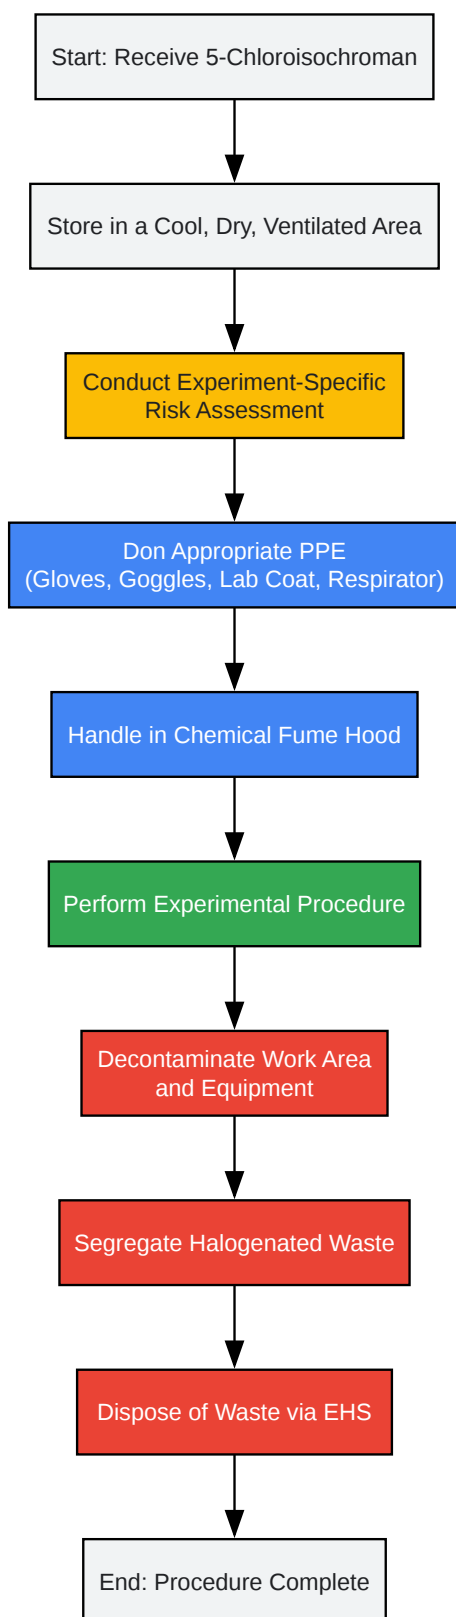 Start: Receive 5-Chloroisochroman
Store in a Cool, Dry, Ventilated Area
Conduct Experiment-Specific
Risk Assessment
Don Appropriate PPE
(Gloves, Goggles, Lab Coat, Respirator)
Handle in Chemical Fume Hood
Perform Experimental Procedure
Decontaminate Work Area
and Equipment
Segregate Halogenated Waste
Dispose of Waste via EHS
End: Procedure Complete